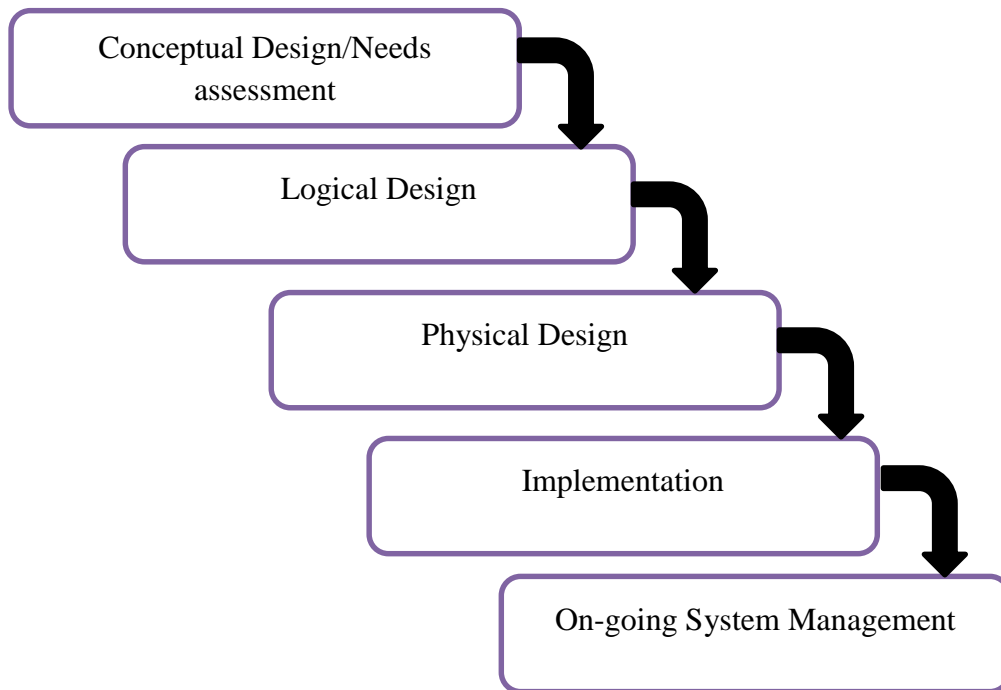 Conceptual Design/Needs
assessment
Logical Design
Physical Design
Implementation
On-going System Management